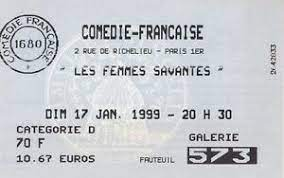 COMEDIE-FRANCAISE
COMÉDIE FRANÇAISE
1680
2 RUE DE RICHELIEU - PARIS 1ER
" LES FEMMES SAVANTES "
DIM 17 JAN. 1999 - 20 H 30
CATEGORIE D
GALERIE
70 F
10.67 EUROS
FAUTEUIL
573